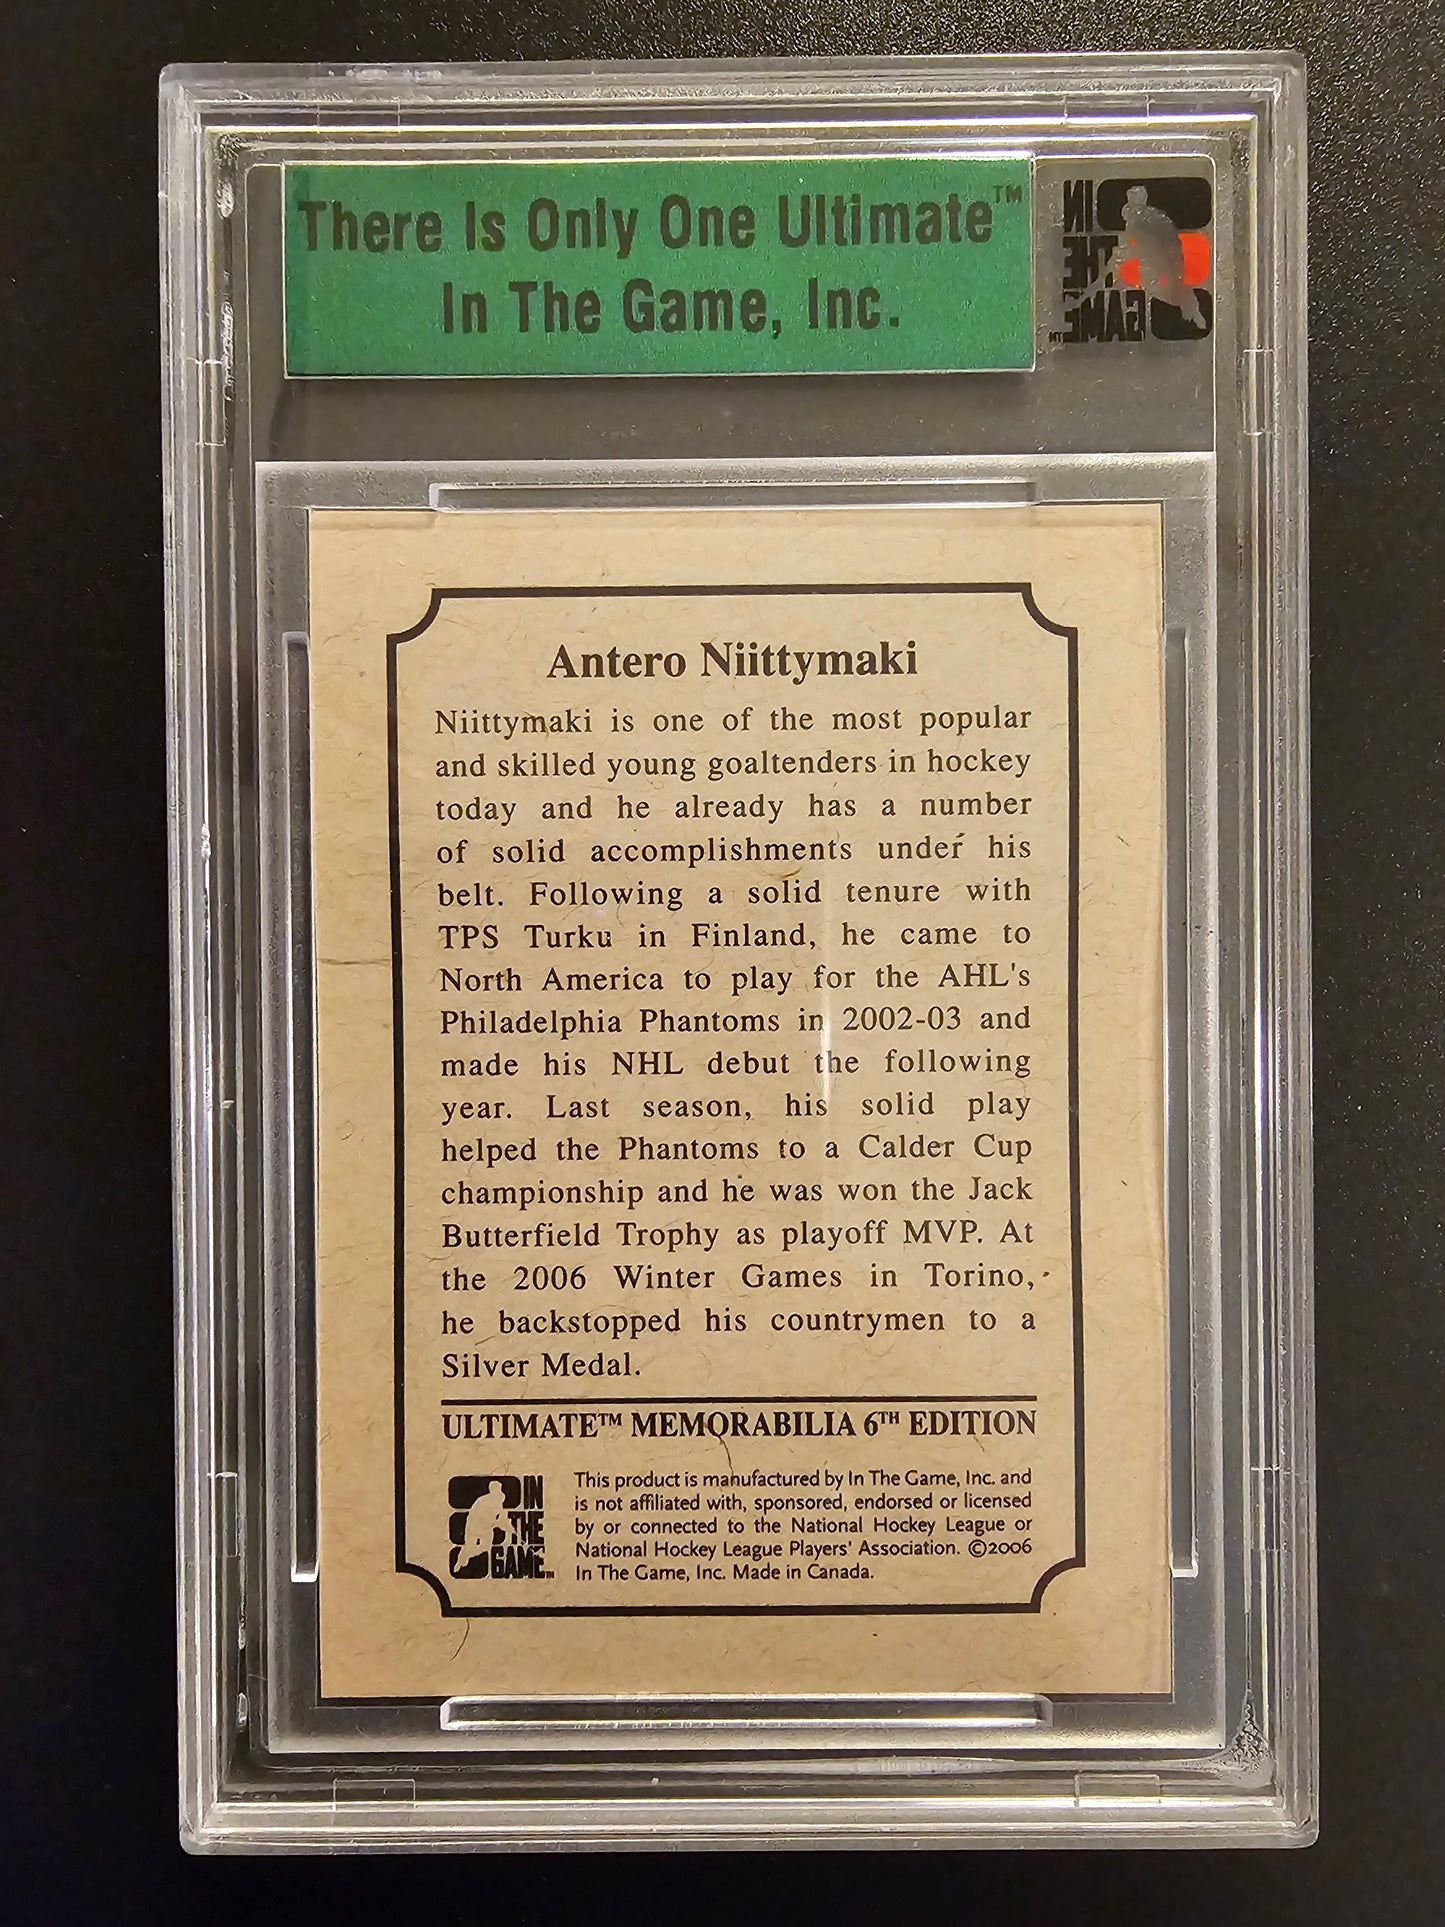 There Is Only One Ultimate™
In The Game, Inc.
IN
THE
GAME™
Antero Niittymaki
Niittymaki is one of the most popular
and skilled young goaltenders in hockey
today and he already has a number
of solid accomplishments under his
belt. Following a solid tenure with
TPS Turku in Finland, he came to
North America to play for the AHL's
Philadelphia Phantoms in 2002-03 and
made his NHL debut the following
year. Last season, his solid play
helped the Phantoms to a Calder Cup
championship and he was won the Jack
Butterfield Trophy as playoff MVP. At
the 2006 Winter Games in Torino,
he backstopped his countrymen to a
Silver Medal.
ULTIMATE™ MEMORABILIA 6TH EDITION
IN
THE
GAME™
This product is manufactured by In The Game, Inc. and
is not affiliated with, sponsored, endorsed or licensed
by or connected to the National Hockey League or
National Hockey League Players' Association. ©2006
In The Game, Inc. Made in Canada.